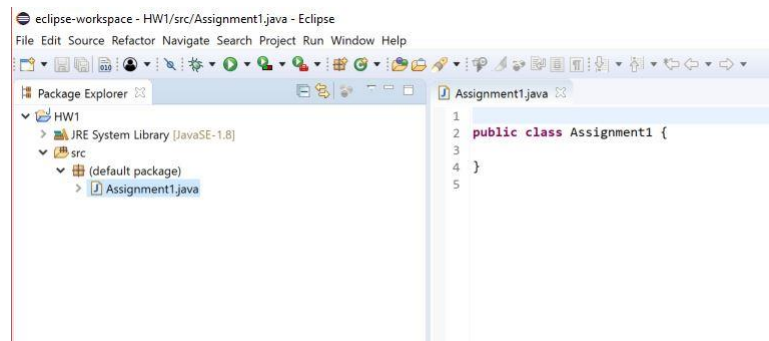 eclipse-workspace - HW1/src/Assignment1.java - Eclipse
File Edit Source Refactor Navigate Search Project Run Window Help
Package Explorer
HW1
JRE System Library [JavaSE-1.8]
src
(default package)
Assignment1.java
Assignment1.java
1
2 public class Assignment1 {
3
4 }
5